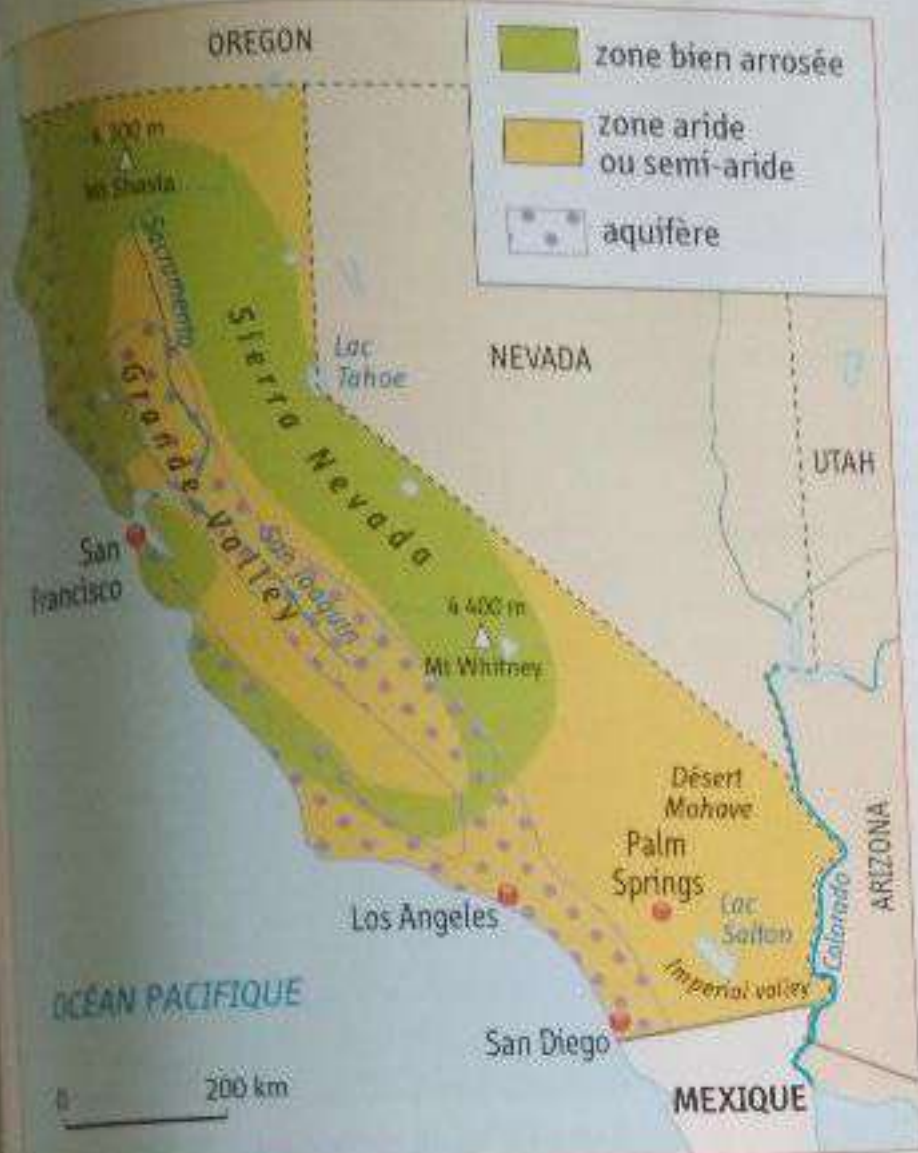 OREGON
zone bien arrosée
zone aride
ou semi-aride
aquifère
4 300 m
Mt Shasta
Sacramento
Sierra Nevada
Lac
Tahoe
NEVADA
UTAH
Grande Valley
San Joaquin
San
Francisco
4 400 m
Mt Whitney
Désert
Mohave
Palm
Springs
Lac
Salton
Imperial valley
Colorado
ARIZONA
Los Angeles
OCÉAN PACIFIQUE
San Diego
0
200 km
MEXIQUE